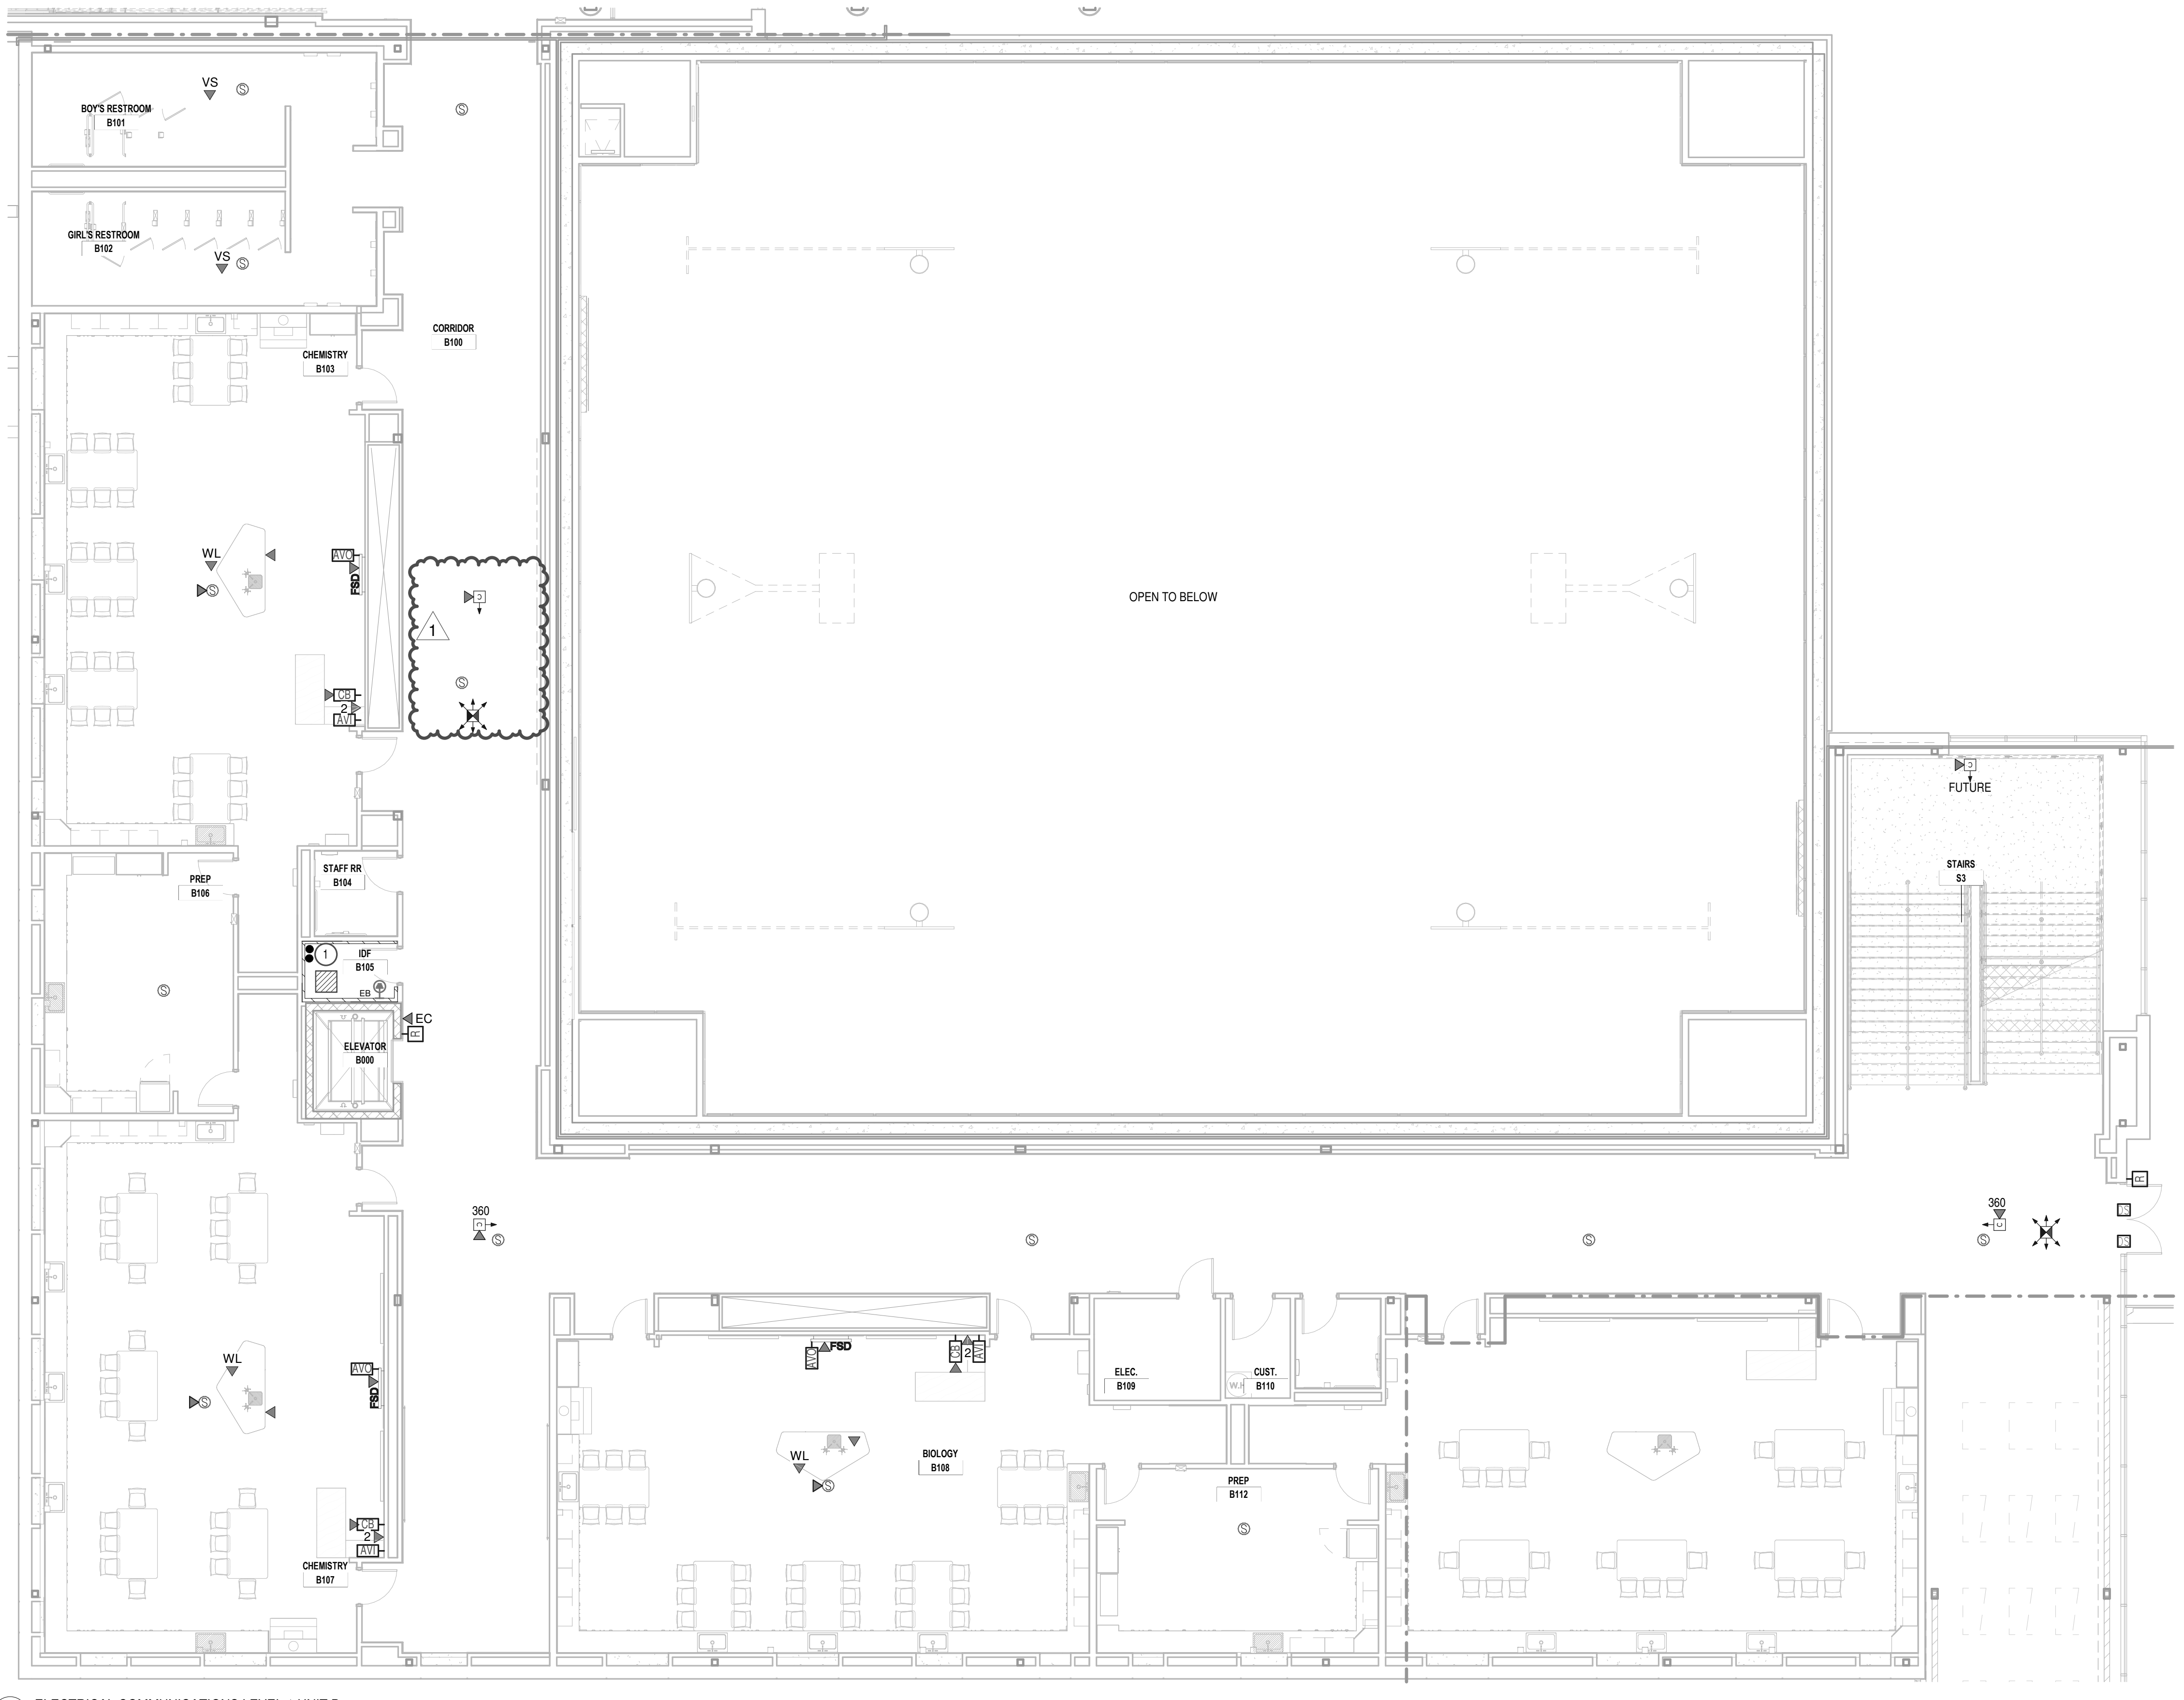 VS
S
BOY'S RESTROOM
B101
S
GIRL'S RESTROOM
B102
VS
S
CORRIDOR
B100
CHEMISTRY
B103
WL
S
AVO
FSD
1
S
CB
2
AVI
OPEN TO BELOW
FUTURE
STAIRS
S3
PREP
B106
STAFF RR
B104
1
IDF
B105
EB
S
EC
R
ELEVATOR
B000
R
360
S
S
S
360
S
DS
DS
WL
S
AVO
FSD
AVO
FSD
CB
2
AVI
ELEC.
B109
CUST.
B110
W.H
WL
S
BIOLOGY
B108
PREP
B112
S
CB
2
AVI
CHEMISTRY
B107